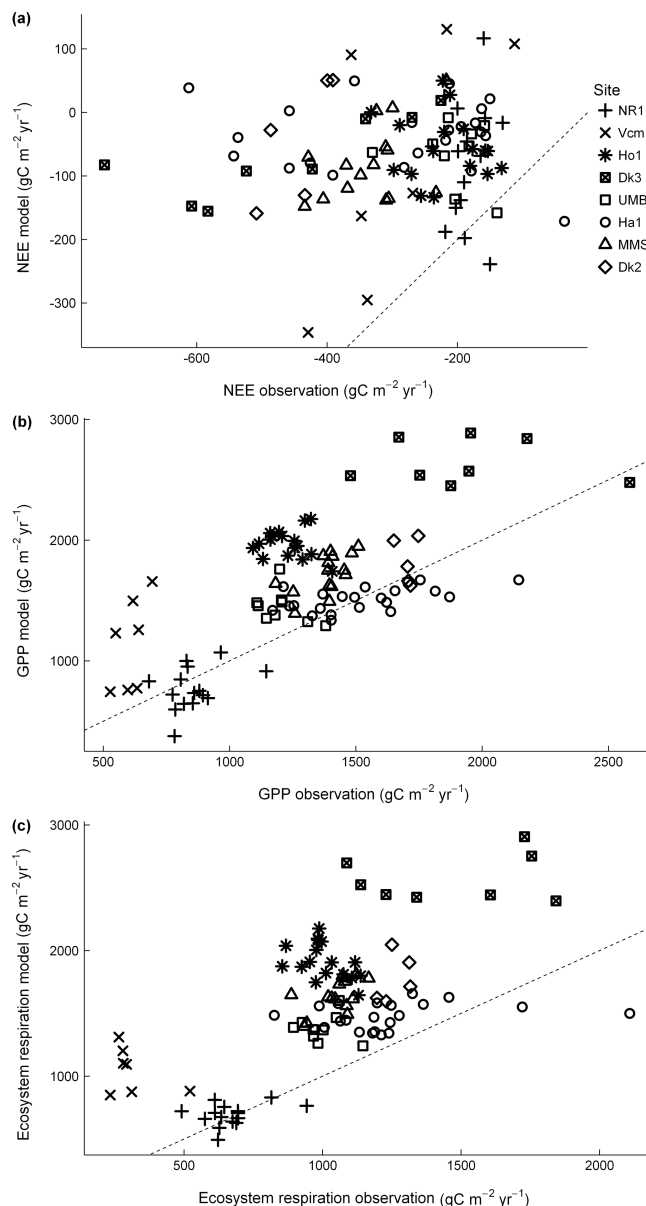 (a)
100
0
-100
-200
-300
NEE model (gC m⁻² yr⁻¹)
-600
-400
-200
NEE observation (gC m⁻² yr⁻¹)
Site
NR1
Vcm
Ho1
Dk3
UMB
Ha1
MMS
Dk2
(b)
3000
2000
1000
GPP model (gC m⁻² yr⁻¹)
500
1000
1500
2000
2500
GPP observation (gC m⁻² yr⁻¹)
(c)
3000
2000
1000
Ecosystem respiration model (gC m⁻² yr⁻¹)
500
1000
1500
2000
Ecosystem respiration observation (gC m⁻² yr⁻¹)